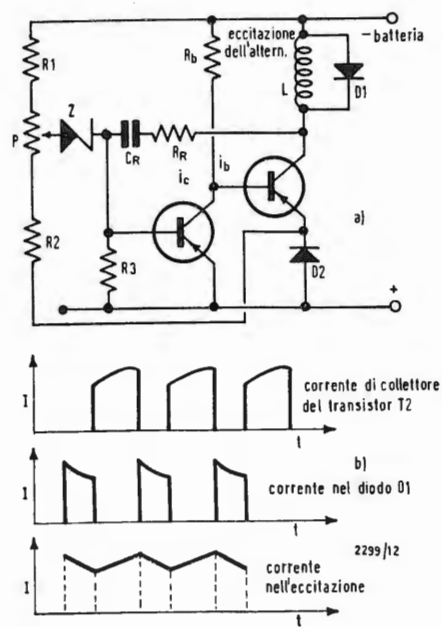 eccitazione
dell'altern.
− batteria
R1
Rb
L
D1
P
Z
CR
RR
ic
ib
a)
R2
R3
D2
+
I
corrente di collettore
del transistor T2
t
b)
I
corrente nel diodo D1
t
2299/12
I
corrente
nell'eccitazione
t